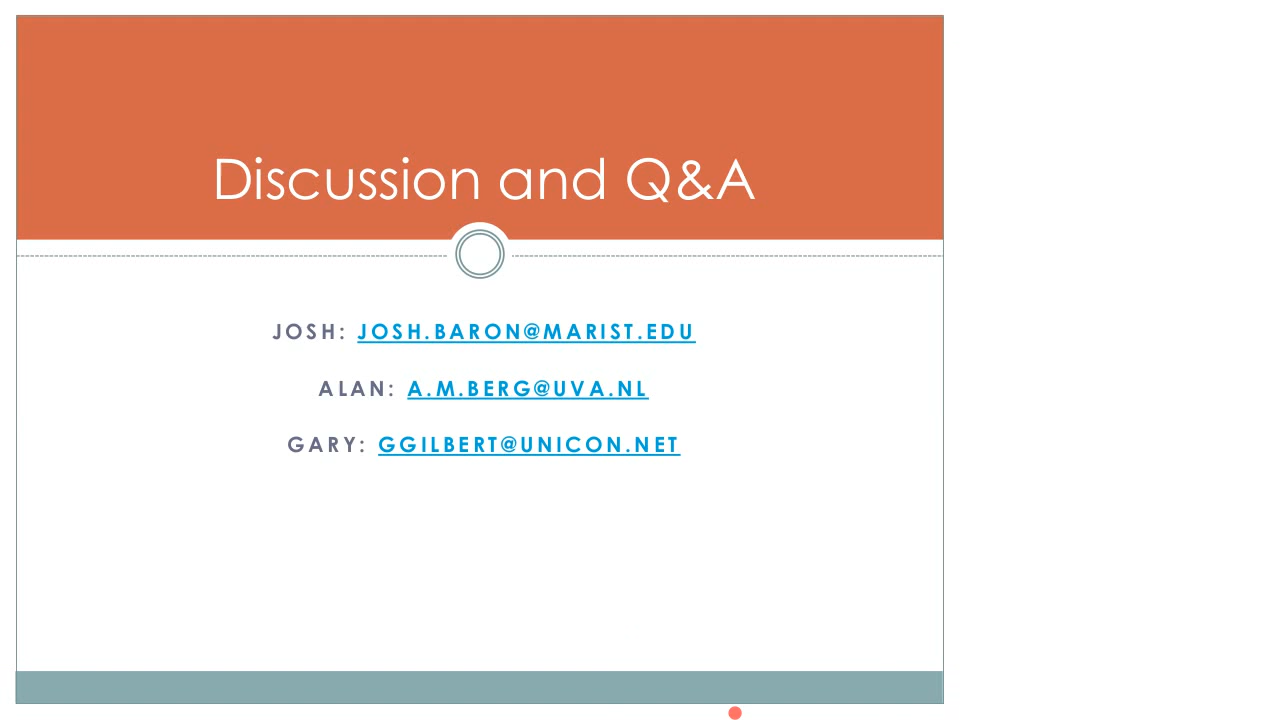 Discussion and Q&A
JOSH: JOSH.BARON@MARIST.EDU
ALAN: A.M.BERG@UVA.NL
GARY: GGILBERT@UNICON.NET